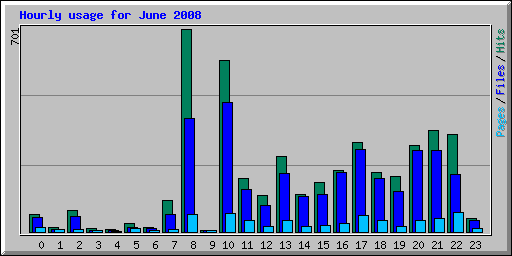 Hourly usage for June 2008
701
Pages / Files / Hits
0 1 2 3 4 5 6 7 8 9 10 11 12 13 14 15 16 17 18 19 20 21 22 23